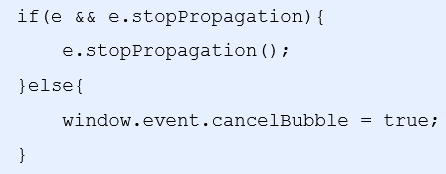 if(e && e.stopPropagation){
    e.stopPropagation();
}else{
    window.event.cancelBubble = true;
}